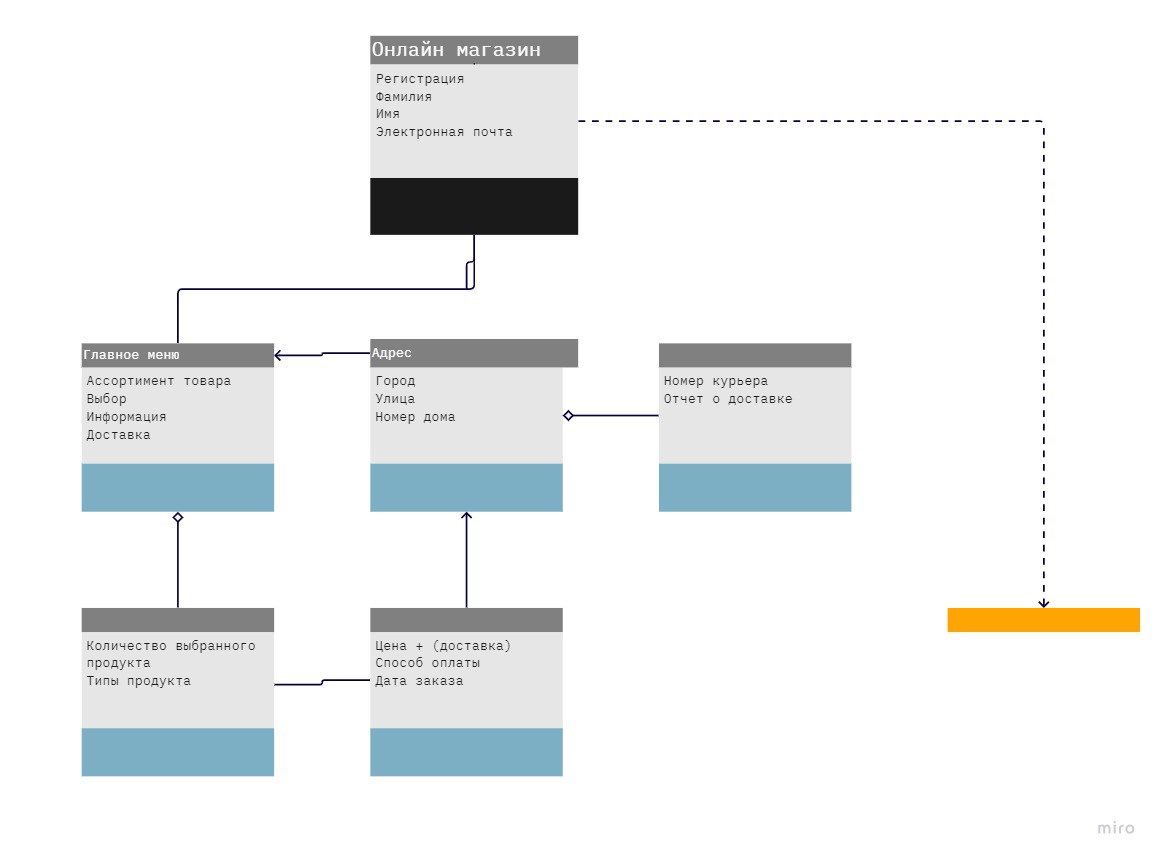 Онлайн магазин
Регистрация
Фамилия
Имя
Электронная почта
Главное меню
Ассортимент товара
Выбор
Информация
Доставка
Адрес
Город
Улица
Номер дома
Номер курьера
Отчет о доставке
Количество выбранного
продукта
Типы продукта
Цена + (доставка)
Способ оплаты
Дата заказа
miro